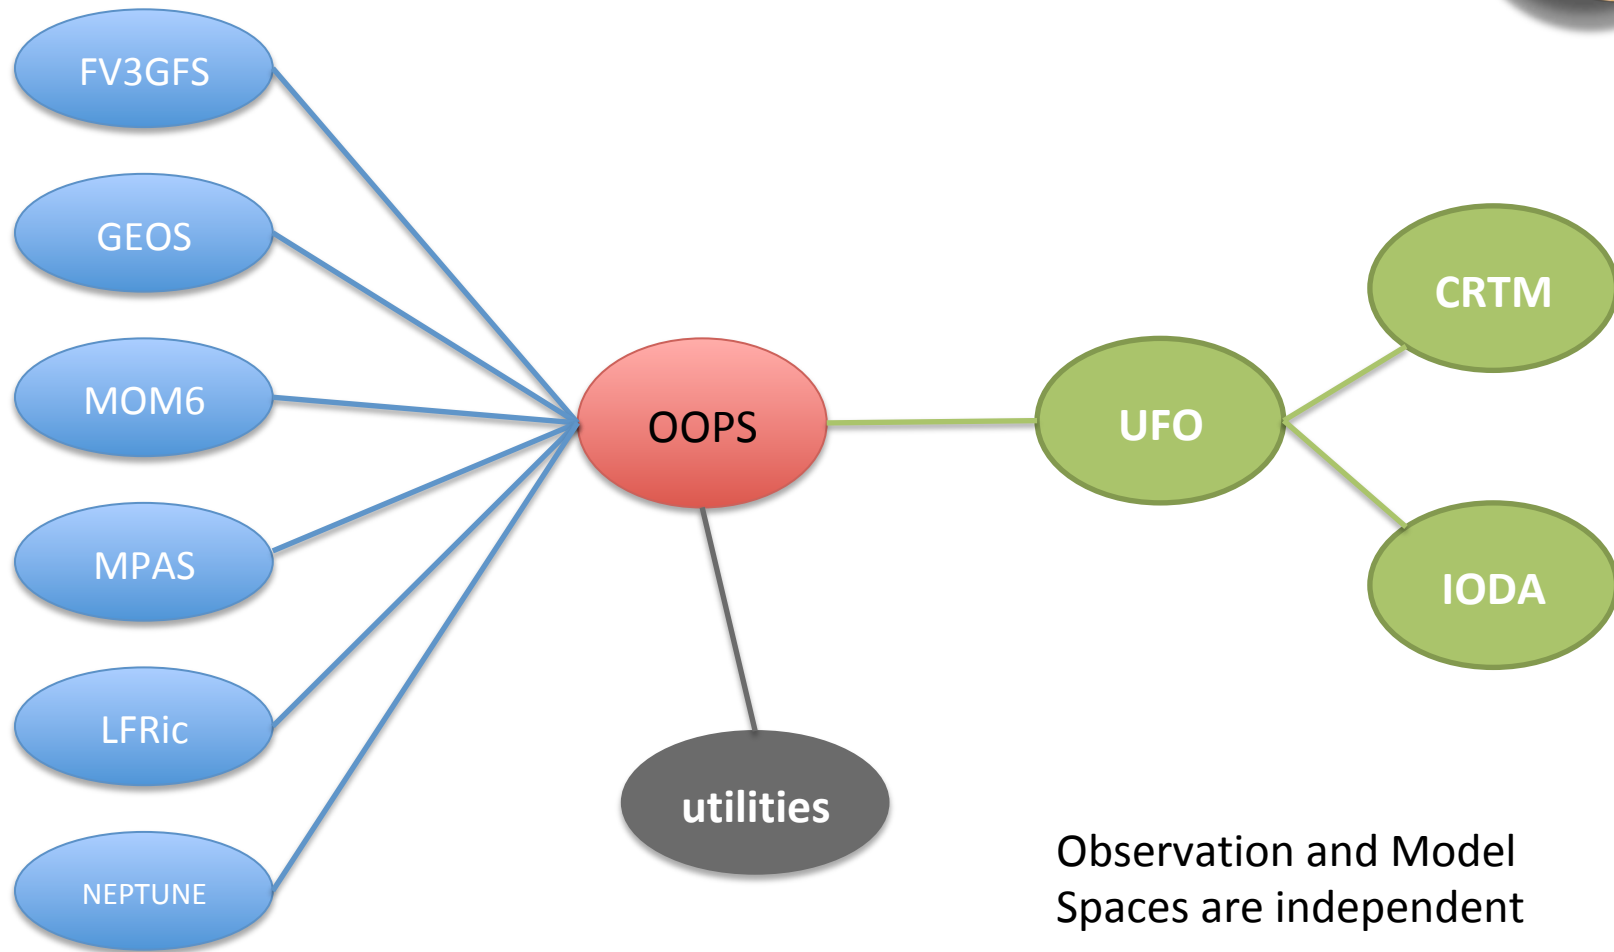 FV3GFS
GEOS
MOM6
MPAS
LFRic
NEPTUNE
OOPS
utilities
UFO
CRTM
IODA
Observation and Model
Spaces are independent